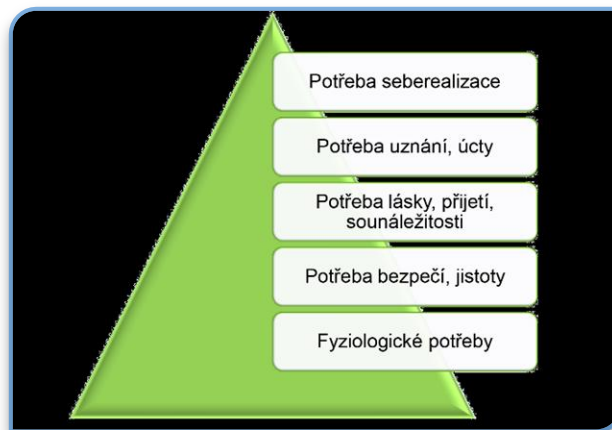 Potřeba seberealizace
Potřeba uznání, úcty
Potřeba lásky, přijetí,
sounáležitosti
Potřeba bezpečí, jistoty
Fyziologické potřeby